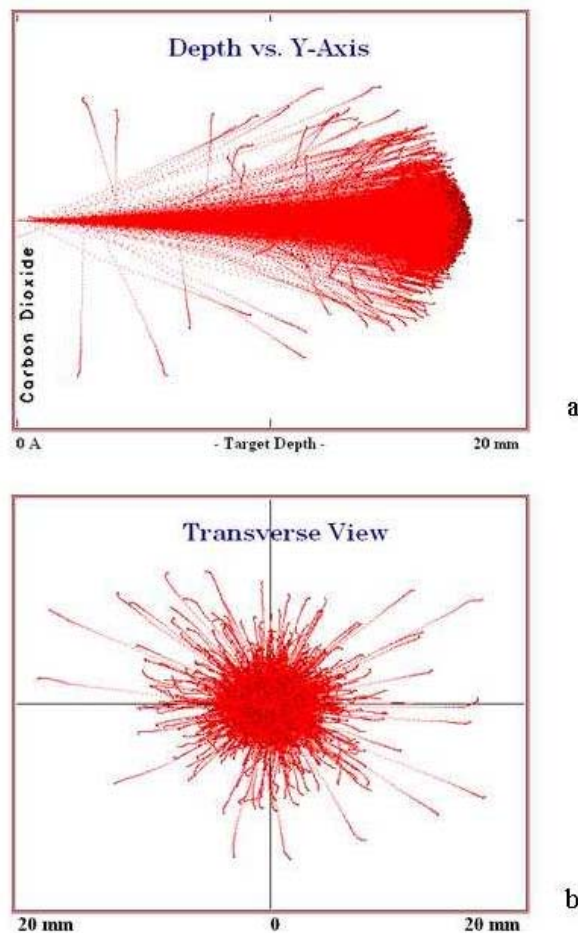 Depth vs. Y-Axis
Carbon Dioxide
0 A - Target Depth - 20 mm
a
Transverse View
20 mm 0 20 mm
b